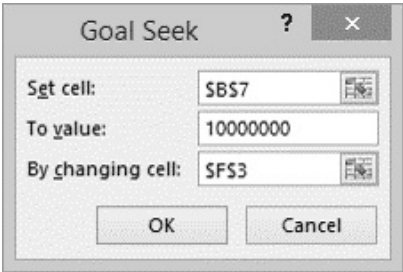 Goal Seek ? ×
Set cell: $B$7
To value: 10000000
By changing cell: $F$3
OK Cancel